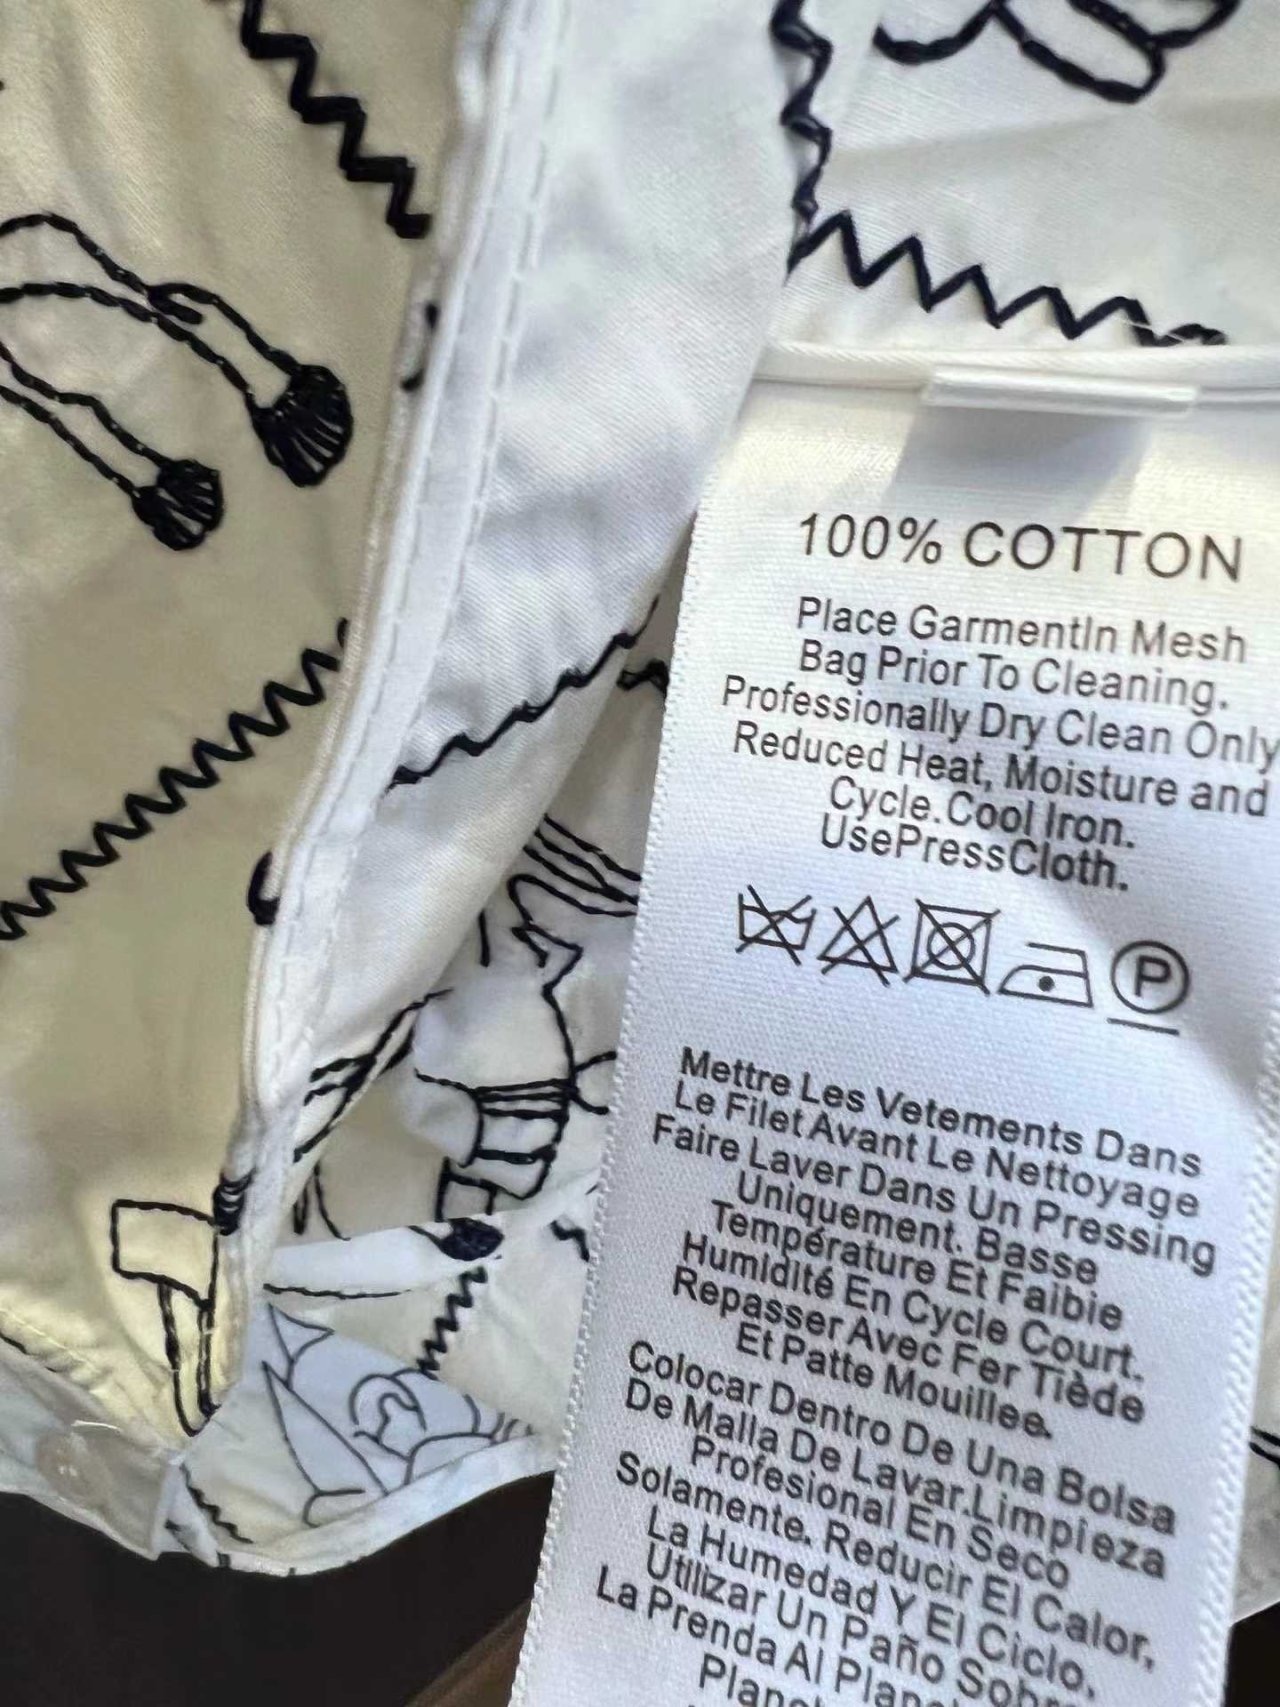 100% COTTON
Place GarmentIn Mesh
Bag Prior To Cleaning.
Professionally Dry Clean Only
Reduced Heat, Moisture and
Cycle.Cool Iron.
UsePressCloth.
P
Mettre Les Vetements Dans
Le Filet Avant Le Nettoyage
Faire Laver Dans Un Pressing
Uniquement. Basse
Température Et Faibie
Humidité En Cycle Court.
Repasser Avec Fer Tiède
Et Patte Mouillee.
Colocar Dentro De Una Bolsa
De Malla De Lavar.Limpieza
Profesional En Seco
Solamente. Reducir El Calor,
La Humedad Y El Ciclo.
Utilizar Un Paño
La Prenda Al